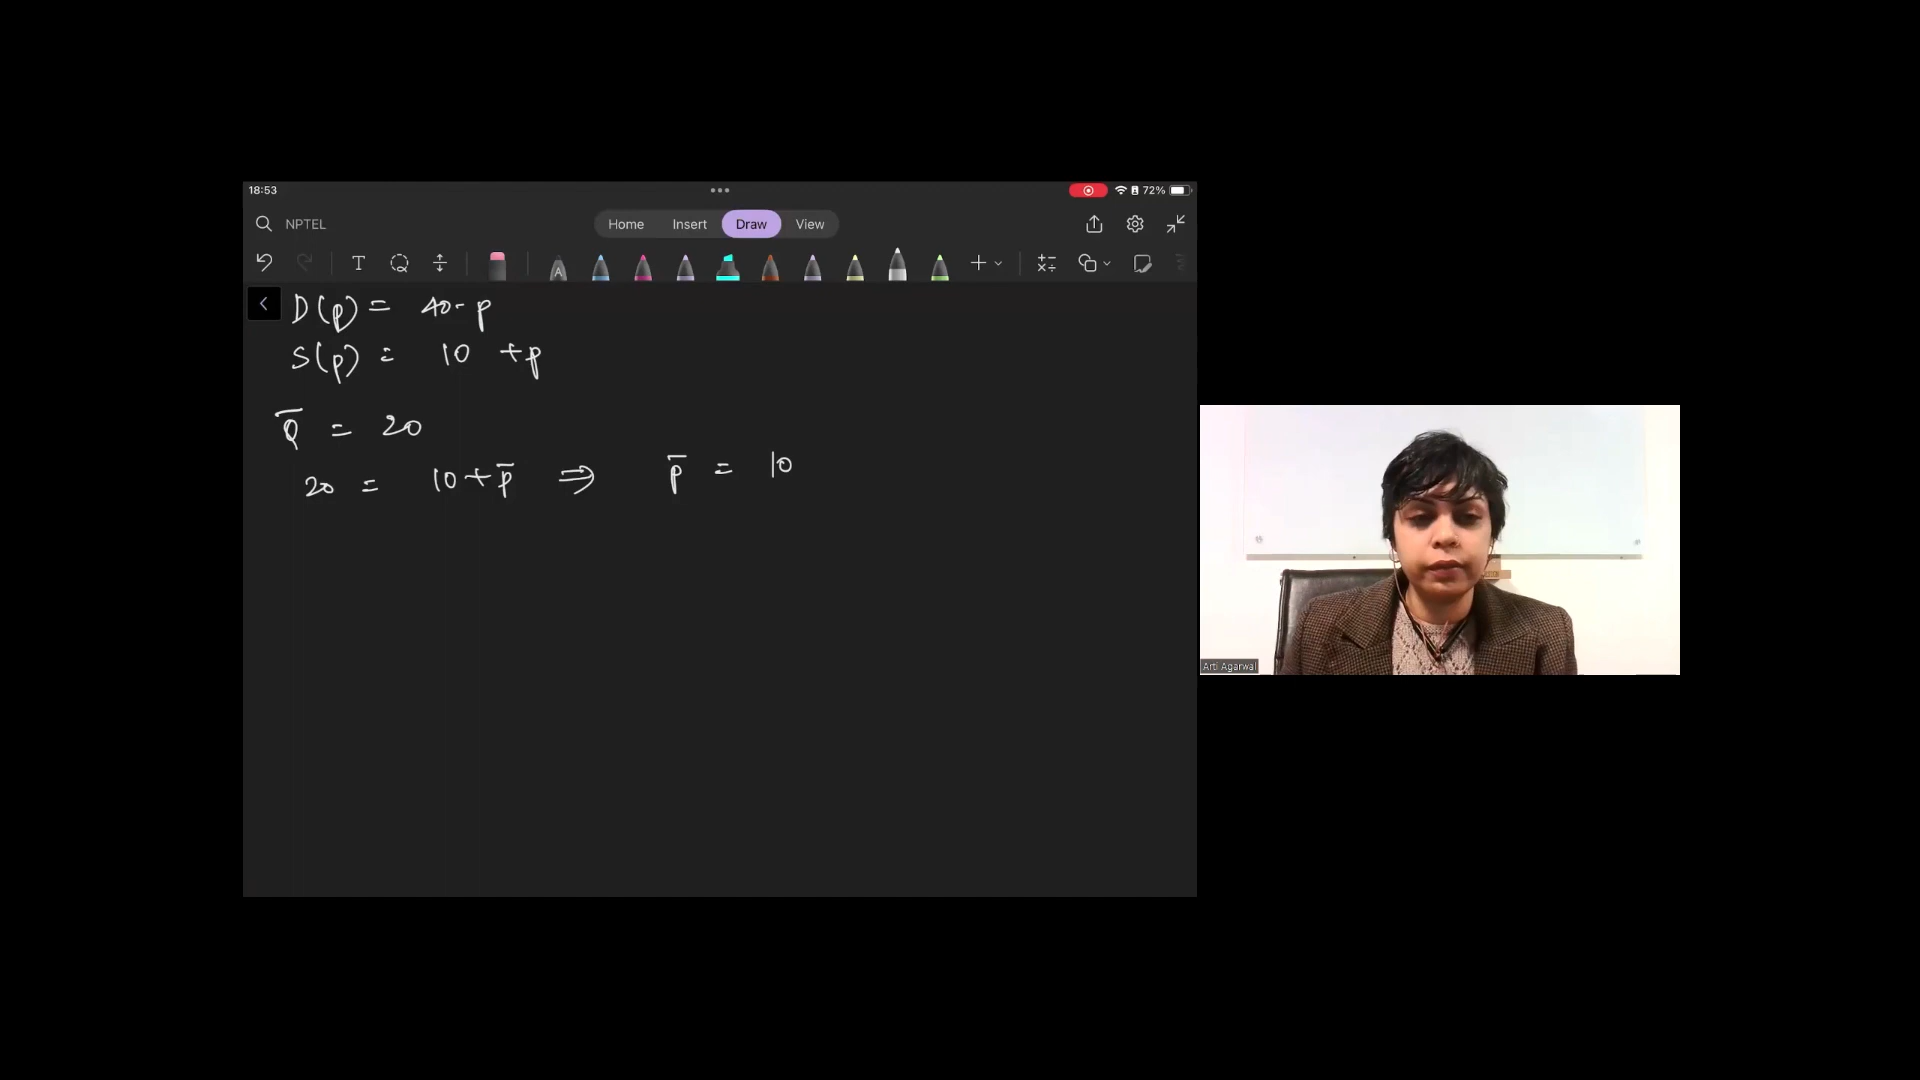 18:53
72%
NPTEL
Home Insert Draw View
T
A
D(p) = 40-p
S(p) = 10 +p
Q̄ = 20
20 = 10+p̄ ⇒ p̄ = 10
Arti Agarwal